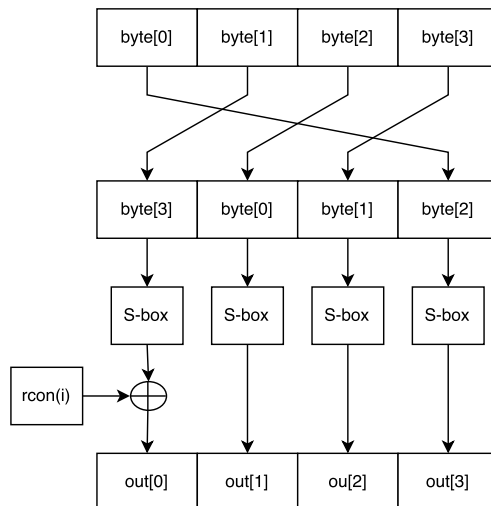 byte[0] byte[1] byte[2] byte[3]
byte[3] byte[0] byte[1] byte[2]
S-box S-box S-box S-box
rcon(i)
out[0] out[1] ou[2] out[3]